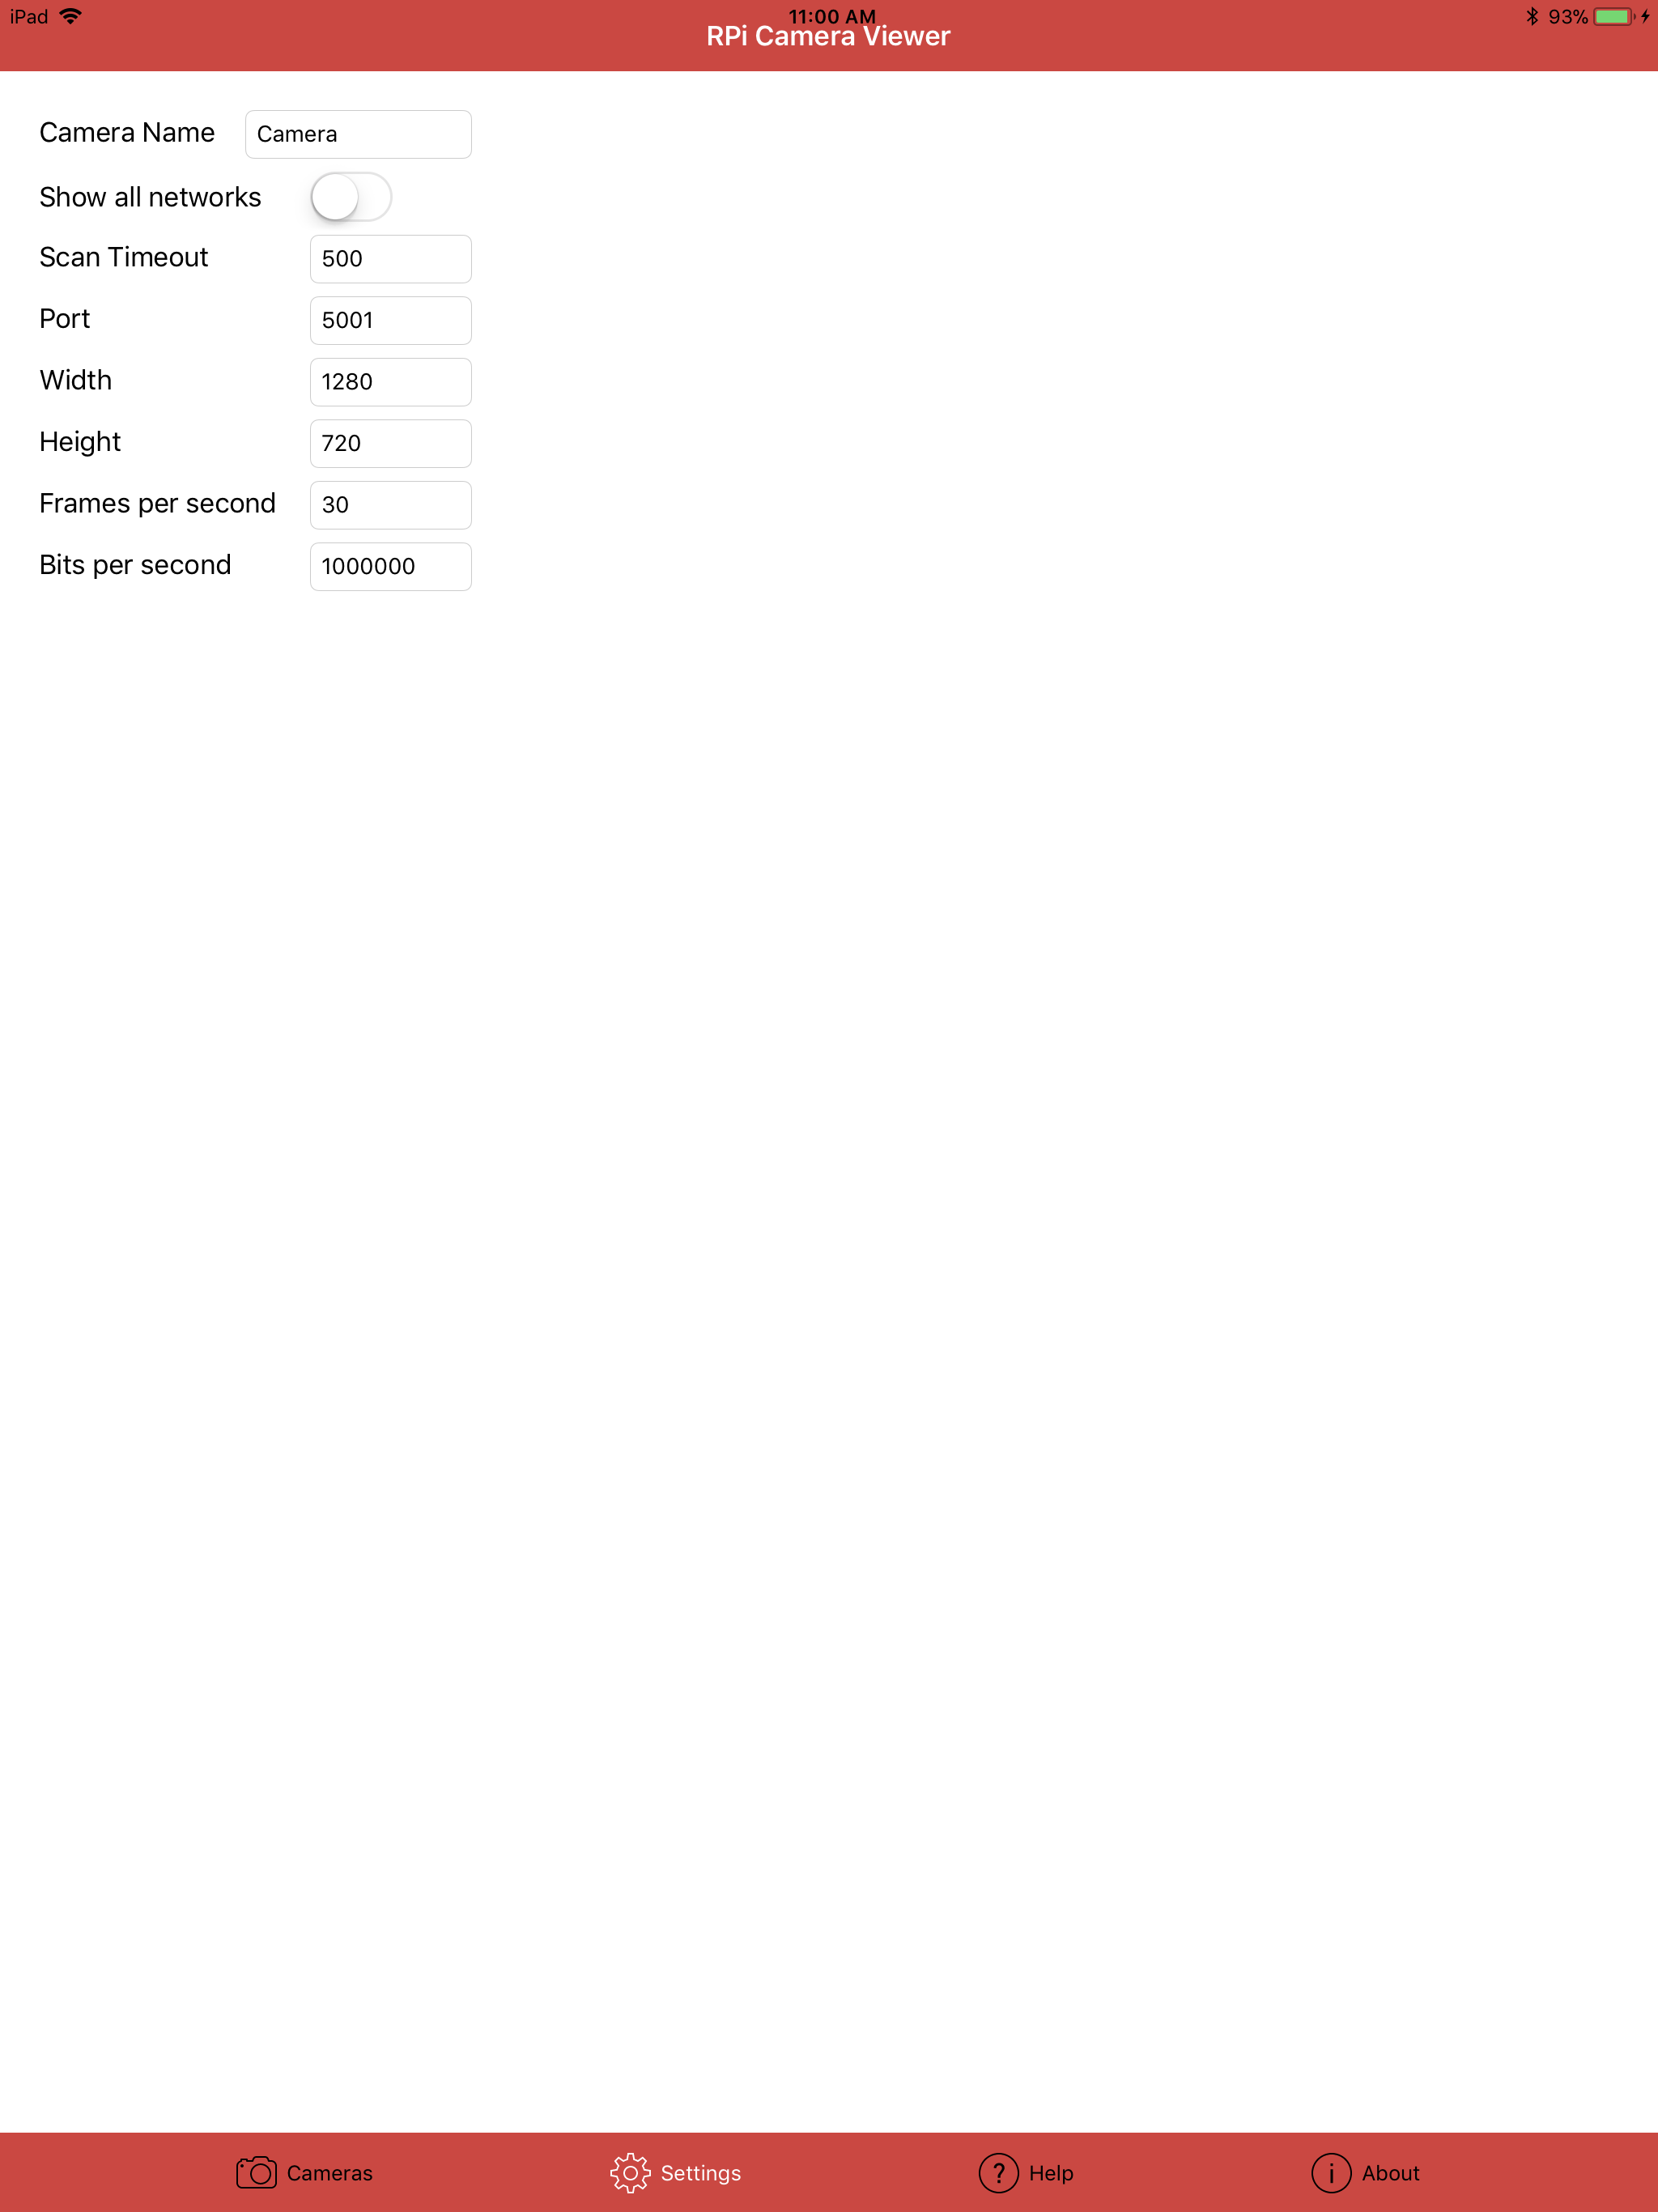 iPad 11:00 AM 93%
RPi Camera Viewer
Camera Name Camera
Show all networks
Scan Timeout 500
Port 5001
Width 1280
Height 720
Frames per second 30
Bits per second 1000000
Cameras Settings ? Help i About